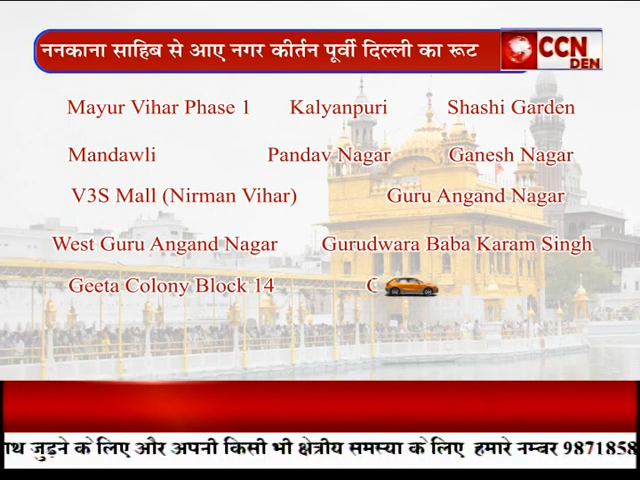 ननकाना साहिब से आए नगर कीर्तन पूर्वी दिल्ली का रूट
CCN
DEN
Mayur Vihar Phase 1 Kalyanpuri Shashi Garden
Mandawli Pandav Nagar Ganesh Nagar
V3S Mall (Nirman Vihar) Guru Angand Nagar
West Guru Angand Nagar Gurudwara Baba Karam Singh
Geeta Colony Block 14
जुड़ने के लिए और अपनी किसी भी क्षेत्रीय समस्या के लिए हमारे नम्बर 9871858